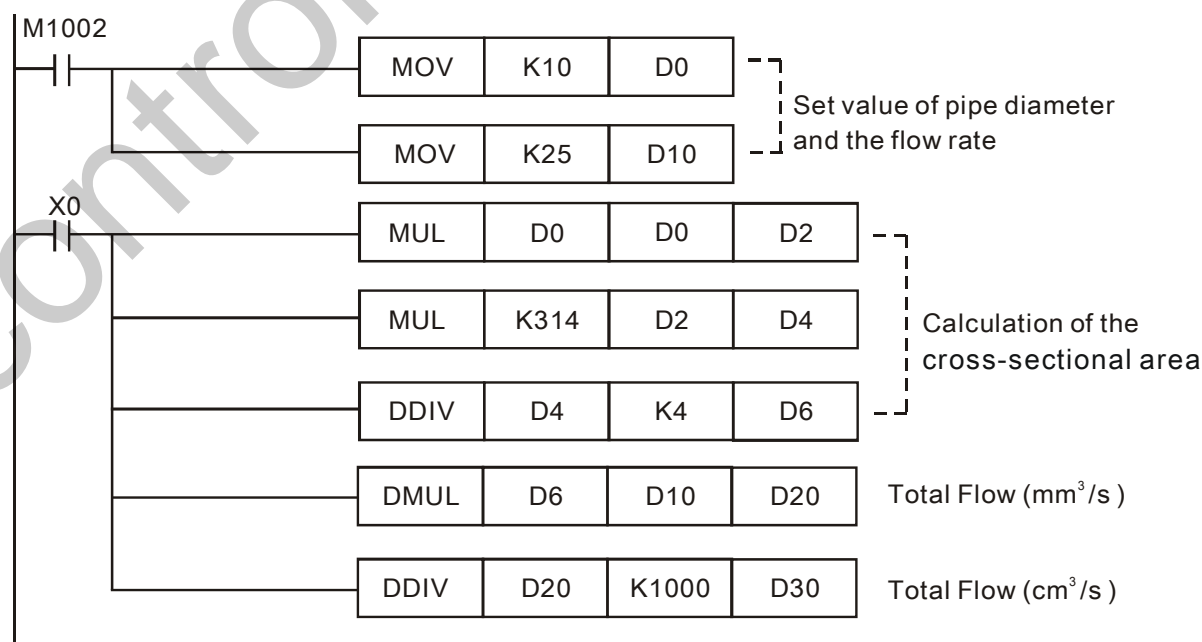 M1002
MOV K10 D0
Set value of pipe diameter
and the flow rate
MOV K25 D10
X0
MUL D0 D0 D2
MUL K314 D2 D4
Calculation of the
cross-sectional area
DDIV D4 K4 D6
DMUL D6 D10 D20 Total Flow (mm³/s )
DDIV D20 K1000 D30 Total Flow (cm³/s )
contro